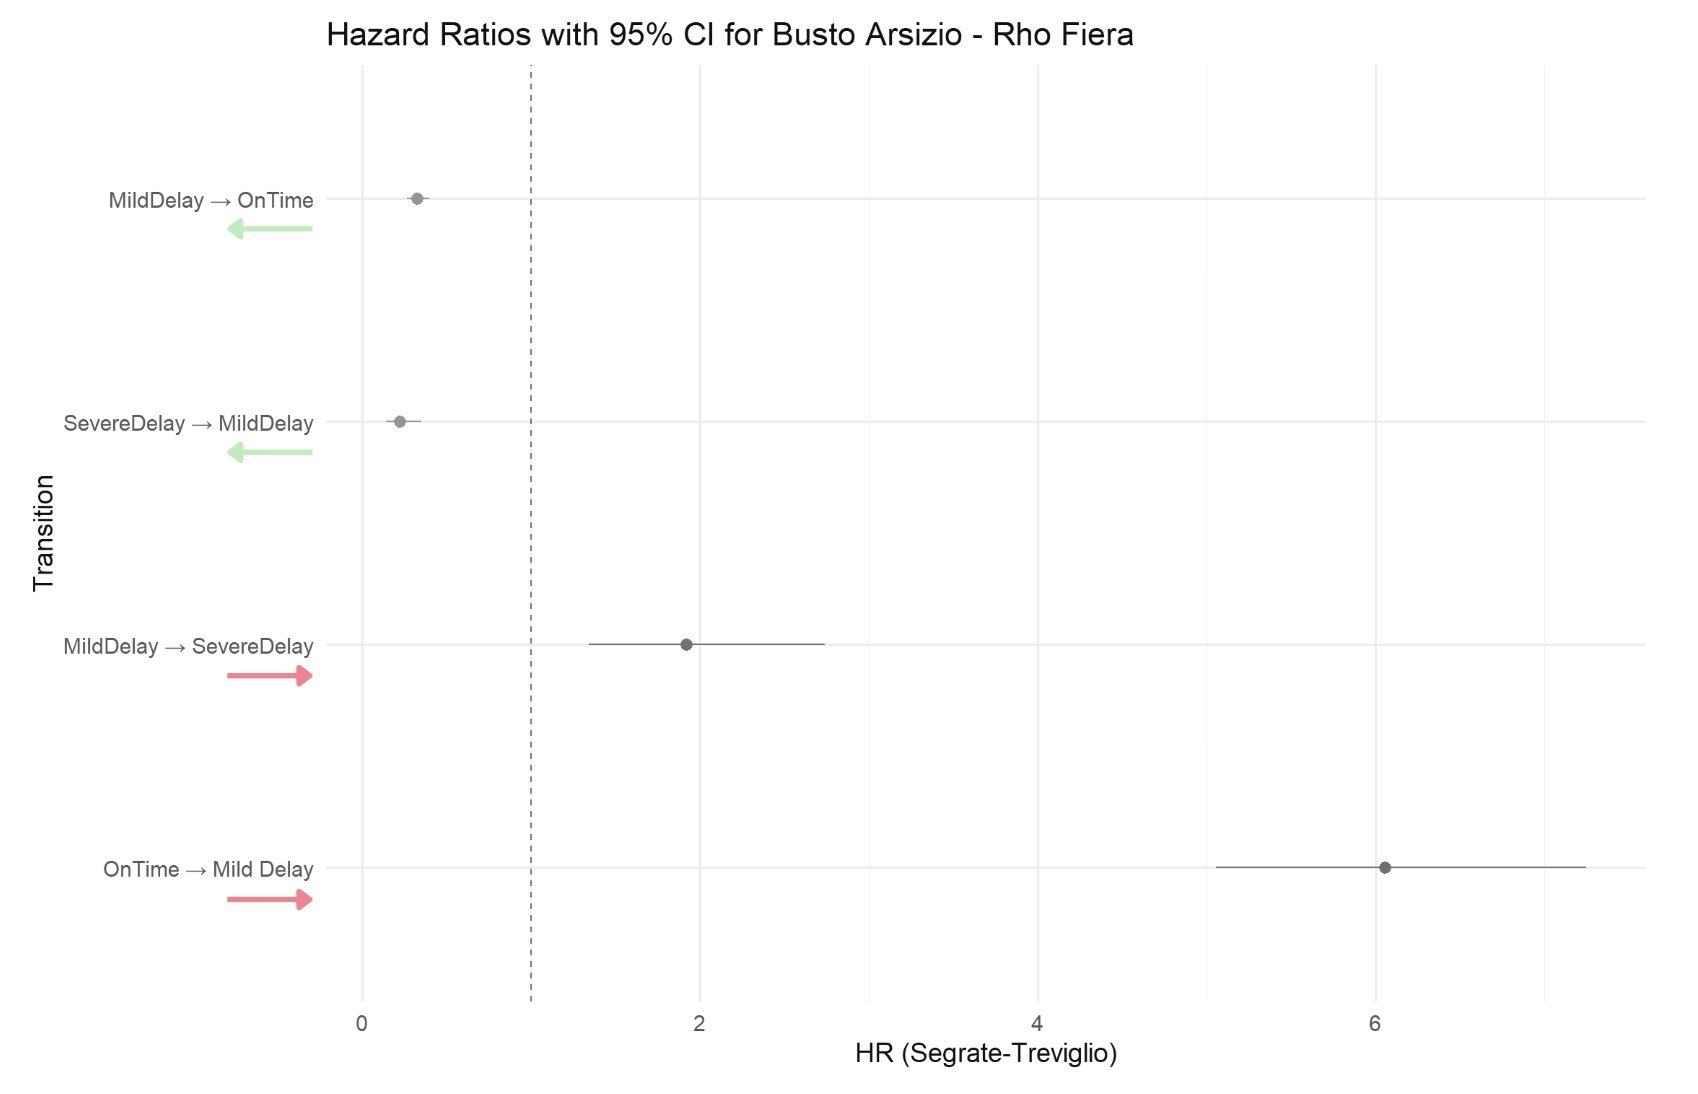 Hazard Ratios with 95% CI for Busto Arsizio - Rho Fiera
MildDelay → OnTime
SevereDelay → MildDelay
Transition
MildDelay → SevereDelay
OnTime → Mild Delay
0 2 4 6
HR (Segrate-Treviglio)